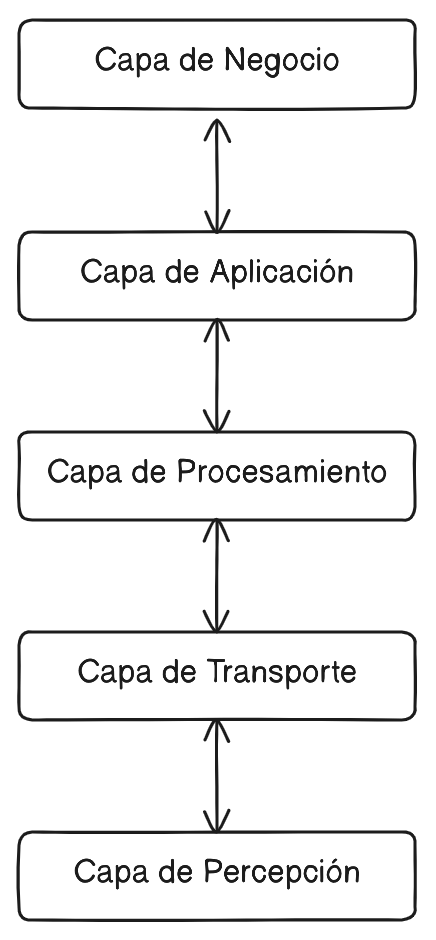 Capa de Negocio
Capa de Aplicación
Capa de Procesamiento
Capa de Transporte
Capa de Percepción